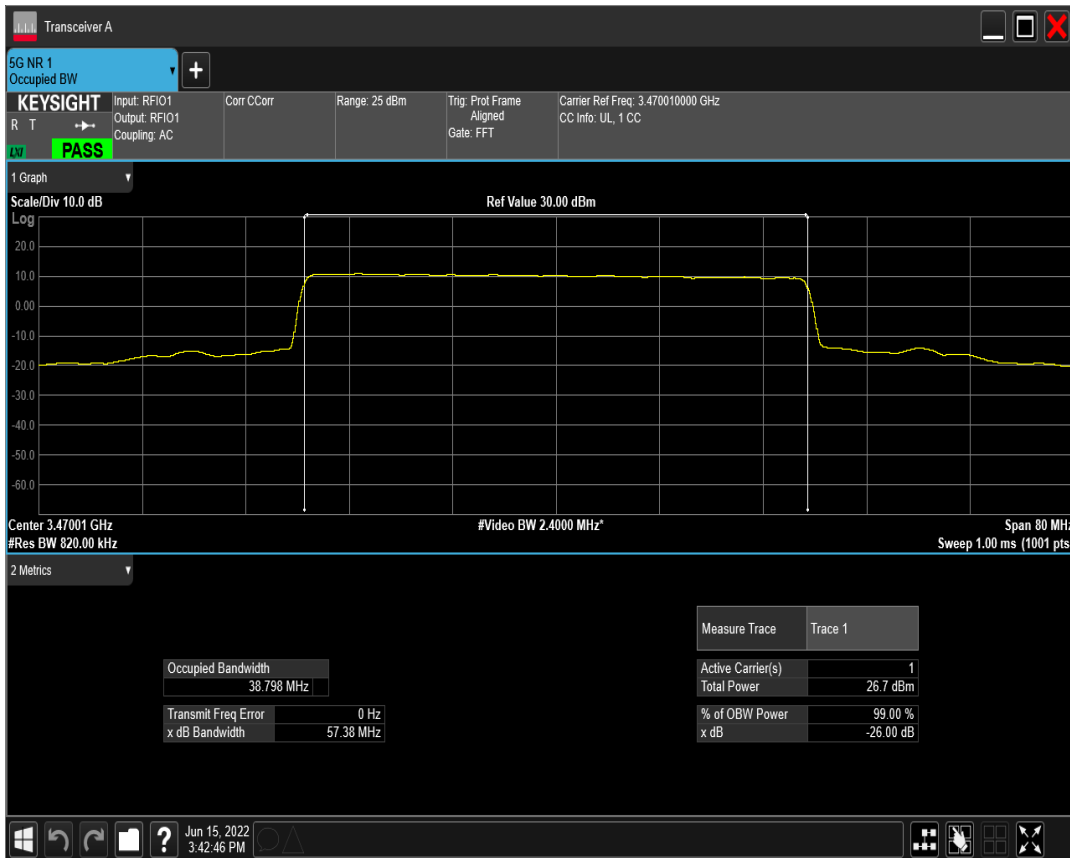 Transceiver A
5G NR 1
Occupied BW
KEYSIGHT
R T
LXI
PASS
Input: RFIO1
Output: RFIO1
Coupling: AC
Corr CCorr
Range: 25 dBm
Trig: Prot Frame
Aligned
Gate: FFT
Carrier Ref Freq: 3.470010000 GHz
CC Info: UL, 1 CC
1 Graph
Scale/Div 10.0 dB
Ref Value 30.00 dBm
Log
20.0
10.0
0.00
-10.0
-20.0
-30.0
-40.0
-50.0
-60.0
Center 3.47001 GHz
#Video BW 2.4000 MHz*
Span 80 MHz
#Res BW 820.00 kHz
Sweep 1.00 ms (1001 pts
2 Metrics
Measure Trace Trace 1
Occupied Bandwidth
38.798 MHz
Active Carrier(s) 1
Total Power 26.7 dBm
Transmit Freq Error 0 Hz
x dB Bandwidth 57.38 MHz
% of OBW Power 99.00 %
x dB -26.00 dB
?
Jun 15, 2022
3:42:46 PM